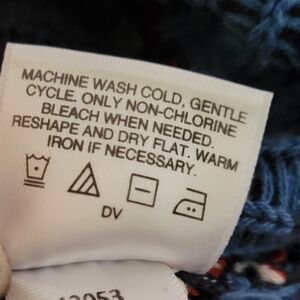 MACHINE WASH COLD, GENTLE
CYCLE. ONLY NON-CHLORINE
BLEACH WHEN NEEDED.
RESHAPE AND DRY FLAT. WARM
IRON IF NECESSARY.
DV